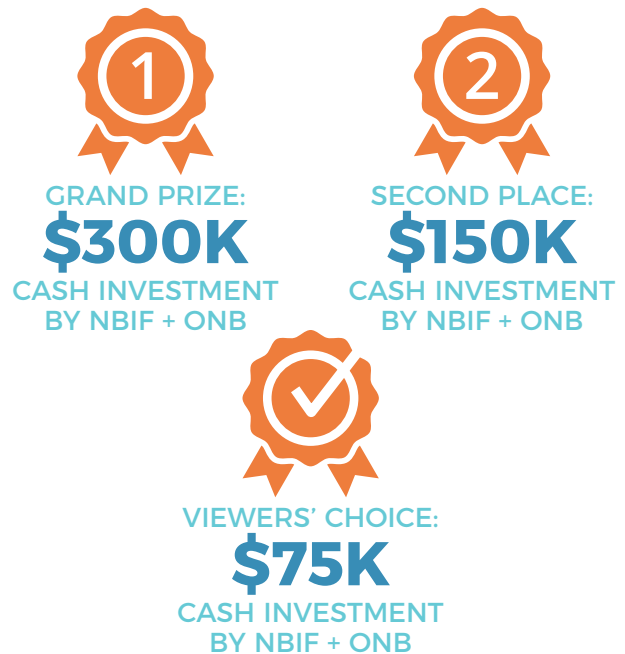 1
GRAND PRIZE:
$300K
CASH INVESTMENT
BY NBIF + ONB
2
SECOND PLACE:
$150K
CASH INVESTMENT
BY NBIF + ONB
VIEWERS’ CHOICE:
$75K
CASH INVESTMENT
BY NBIF + ONB